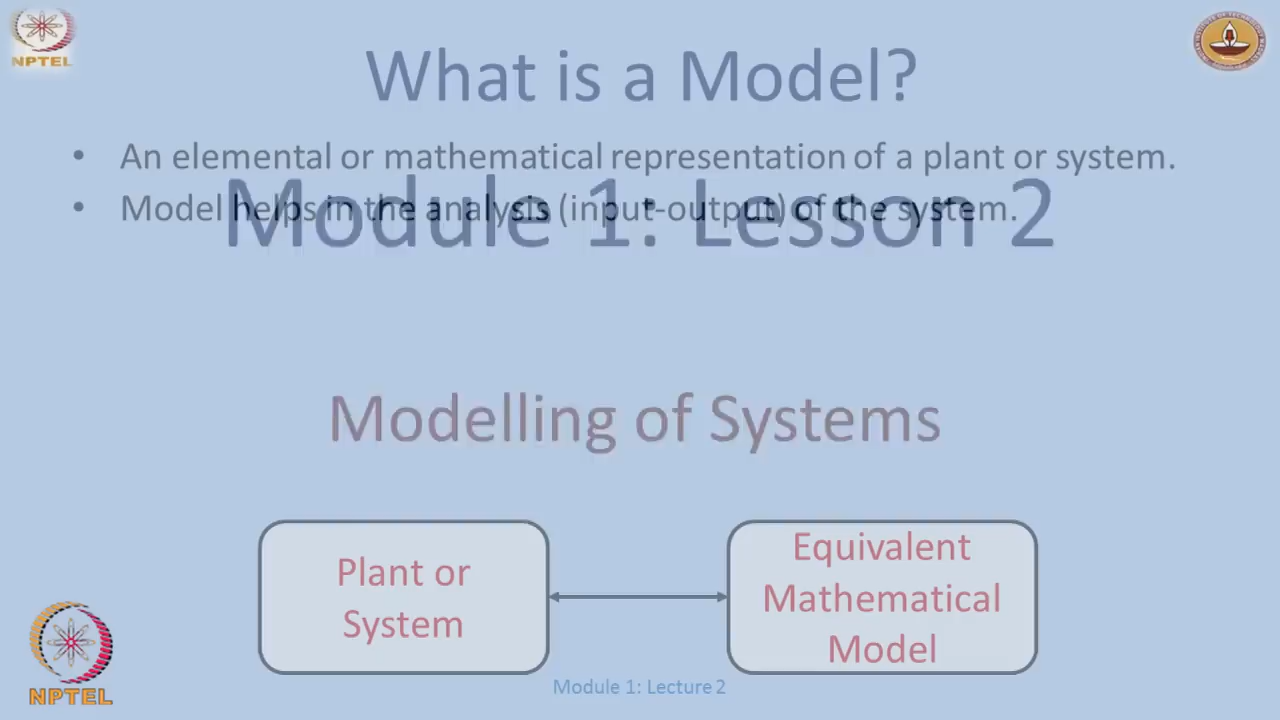 NPTEL
What is a Model?
• An elemental or mathematical representation of a plant or system.
• Model helps in the analysis (input-output) of the system.
Module 1: Lesson 2
Modelling of Systems
Plant or
System
Equivalent
Mathematical
Model
NPTEL
Module 1: Lecture 2